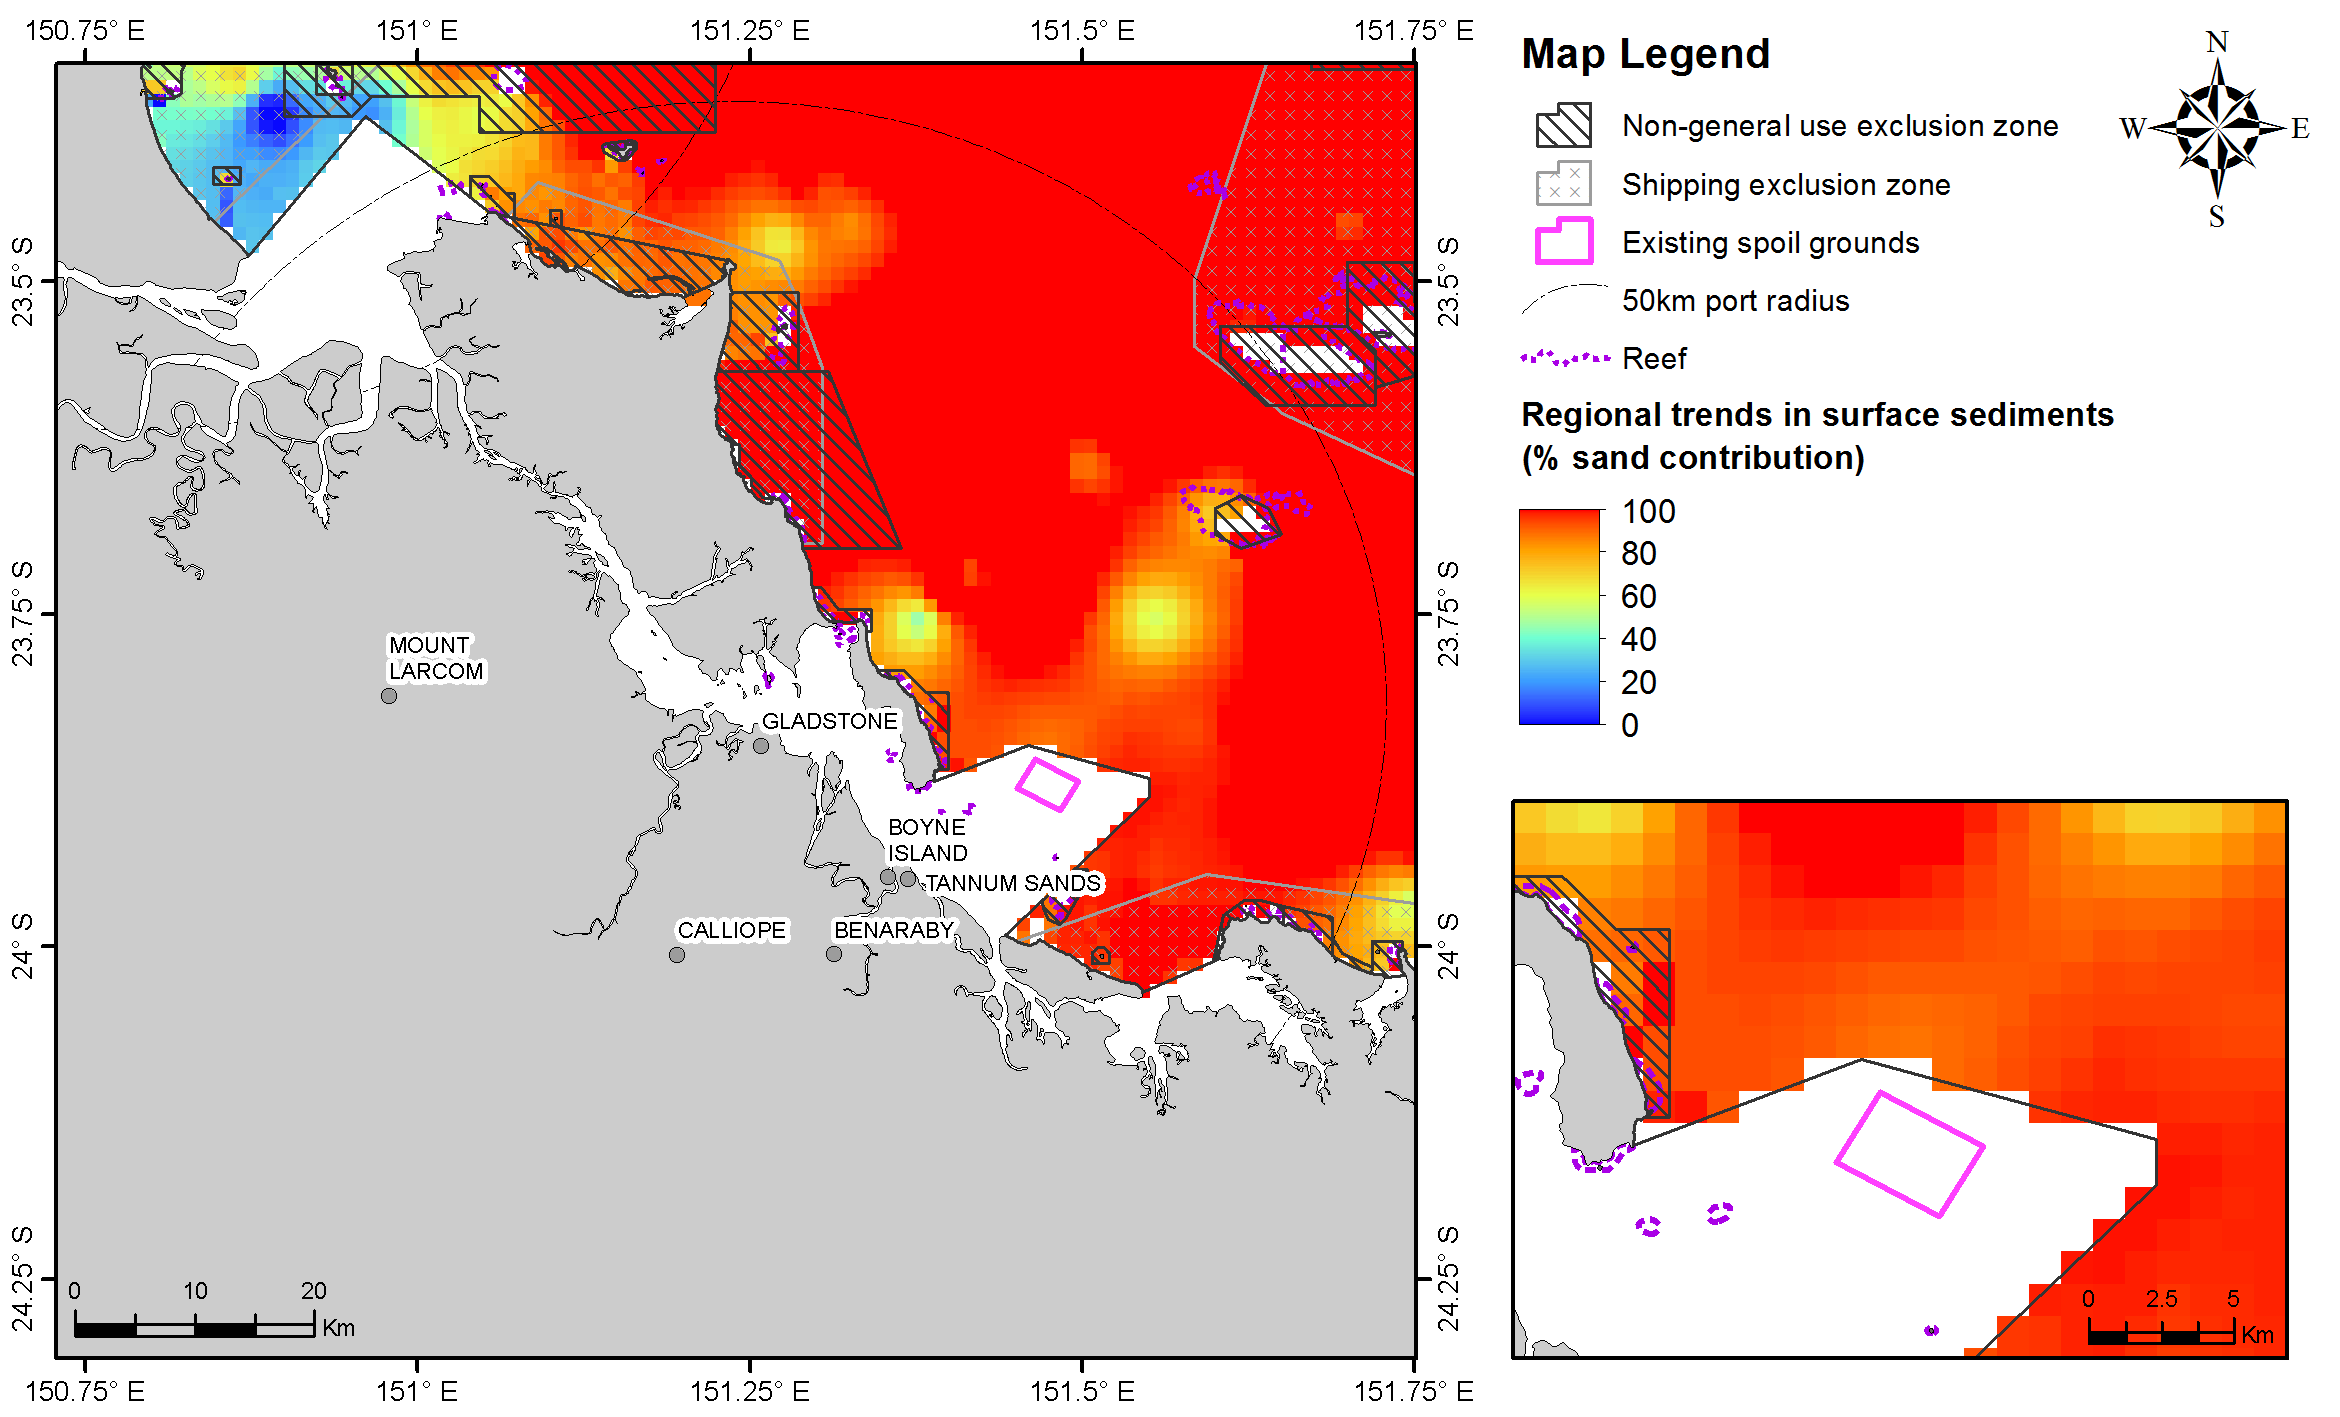 150.75° E
151° E
151.25° E
151.5° E
151.75° E
23.5° S
23.75° S
24° S
24.25° S
23.5° S
23.75° S
24° S
24.25° S
MOUNT
LARCOM
GLADSTONE
BOYNE
ISLAND
TANNUM SANDS
CALLIOPE
BENARABY
0 10 20
Km
150.75° E
151° E
151.25° E
151.5° E
151.75° E
Map Legend
Non-general use exclusion zone
Shipping exclusion zone
Existing spoil grounds
50km port radius
Reef
Regional trends in surface sediments
(% sand contribution)
100
80
60
40
20
0
N
W
E
S
0 2.5 5
Km